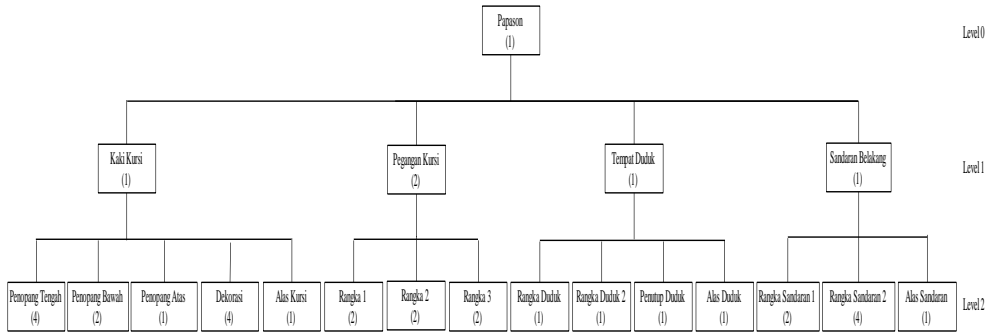 Papason
(1)
Level 0
Kaki Kursi
(1)
Pegangan Kursi
(2)
Tempat Duduk
(1)
Sandaran Belakang
(1)
Level 1
Penopang Tengah
(4)
Penopang Bawah
(2)
Penopang Atas
(1)
Dekorasi
(4)
Alas Kursi
(1)
Rangka 1
(2)
Rangka 2
(2)
Rangka 3
(2)
Rangka Duduk
(1)
Rangka Duduk 2
(1)
Penutup Duduk
(1)
Alas Duduk
(1)
Rangka Sandaran 1
(2)
Rangka Sandaran 2
(4)
Alas Sandaran
(1)
Level 2